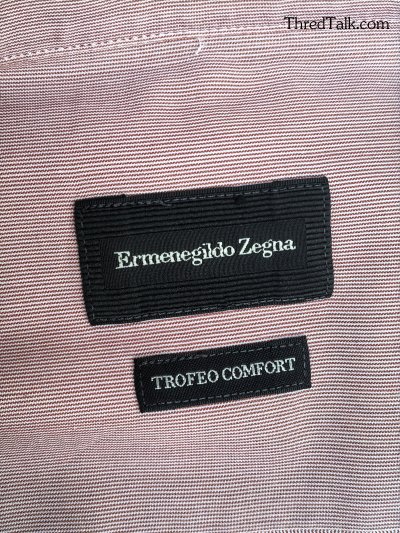 ThredTalk.com
Ermenegildo Zegna
TROFEO COMFORT